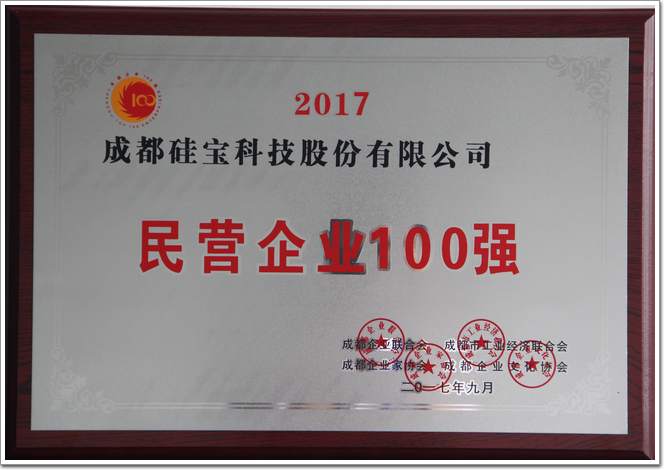 100
2017
成都硅宝科技股份有限公司
民营企业100强
成都企业联合会 成都市工业经济联合会
成都企业家协会 成都企业文化协会
二〇一七年九月